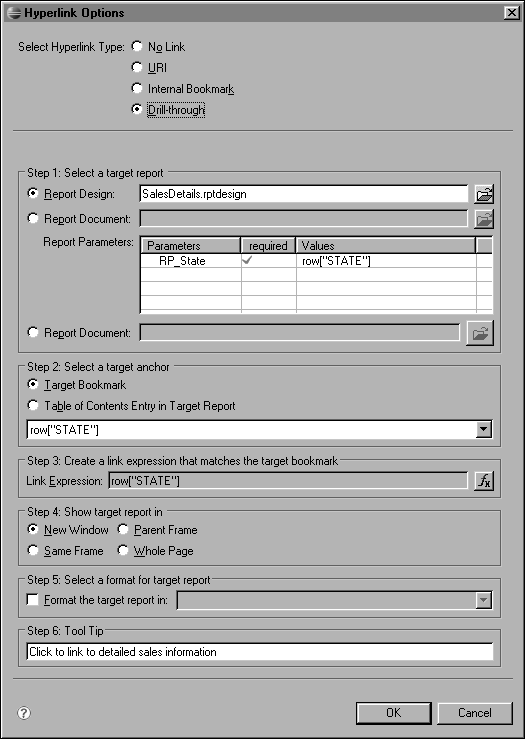 Hyperlink Options
Select Hyperlink Type: No Link
URI
Internal Bookmark
Drill-through
Step 1: Select a target report
Report Design: SalesDetails.rptdesign
Report Document:
Report Parameters: Parameters required Values
RP_State row["STATE"]
Report Document:
Step 2: Select a target anchor
Target Bookmark
Table of Contents Entry in Target Report
row["STATE"]
Step 3: Create a link expression that matches the target bookmark
Link Expression: row["STATE"] fx
Step 4: Show target report in
New Window Parent Frame
Same Frame Whole Page
Step 5: Select a format for target report
Format the target report in:
Step 6: Tool Tip
Click to link to detailed sales information
? OK Cancel